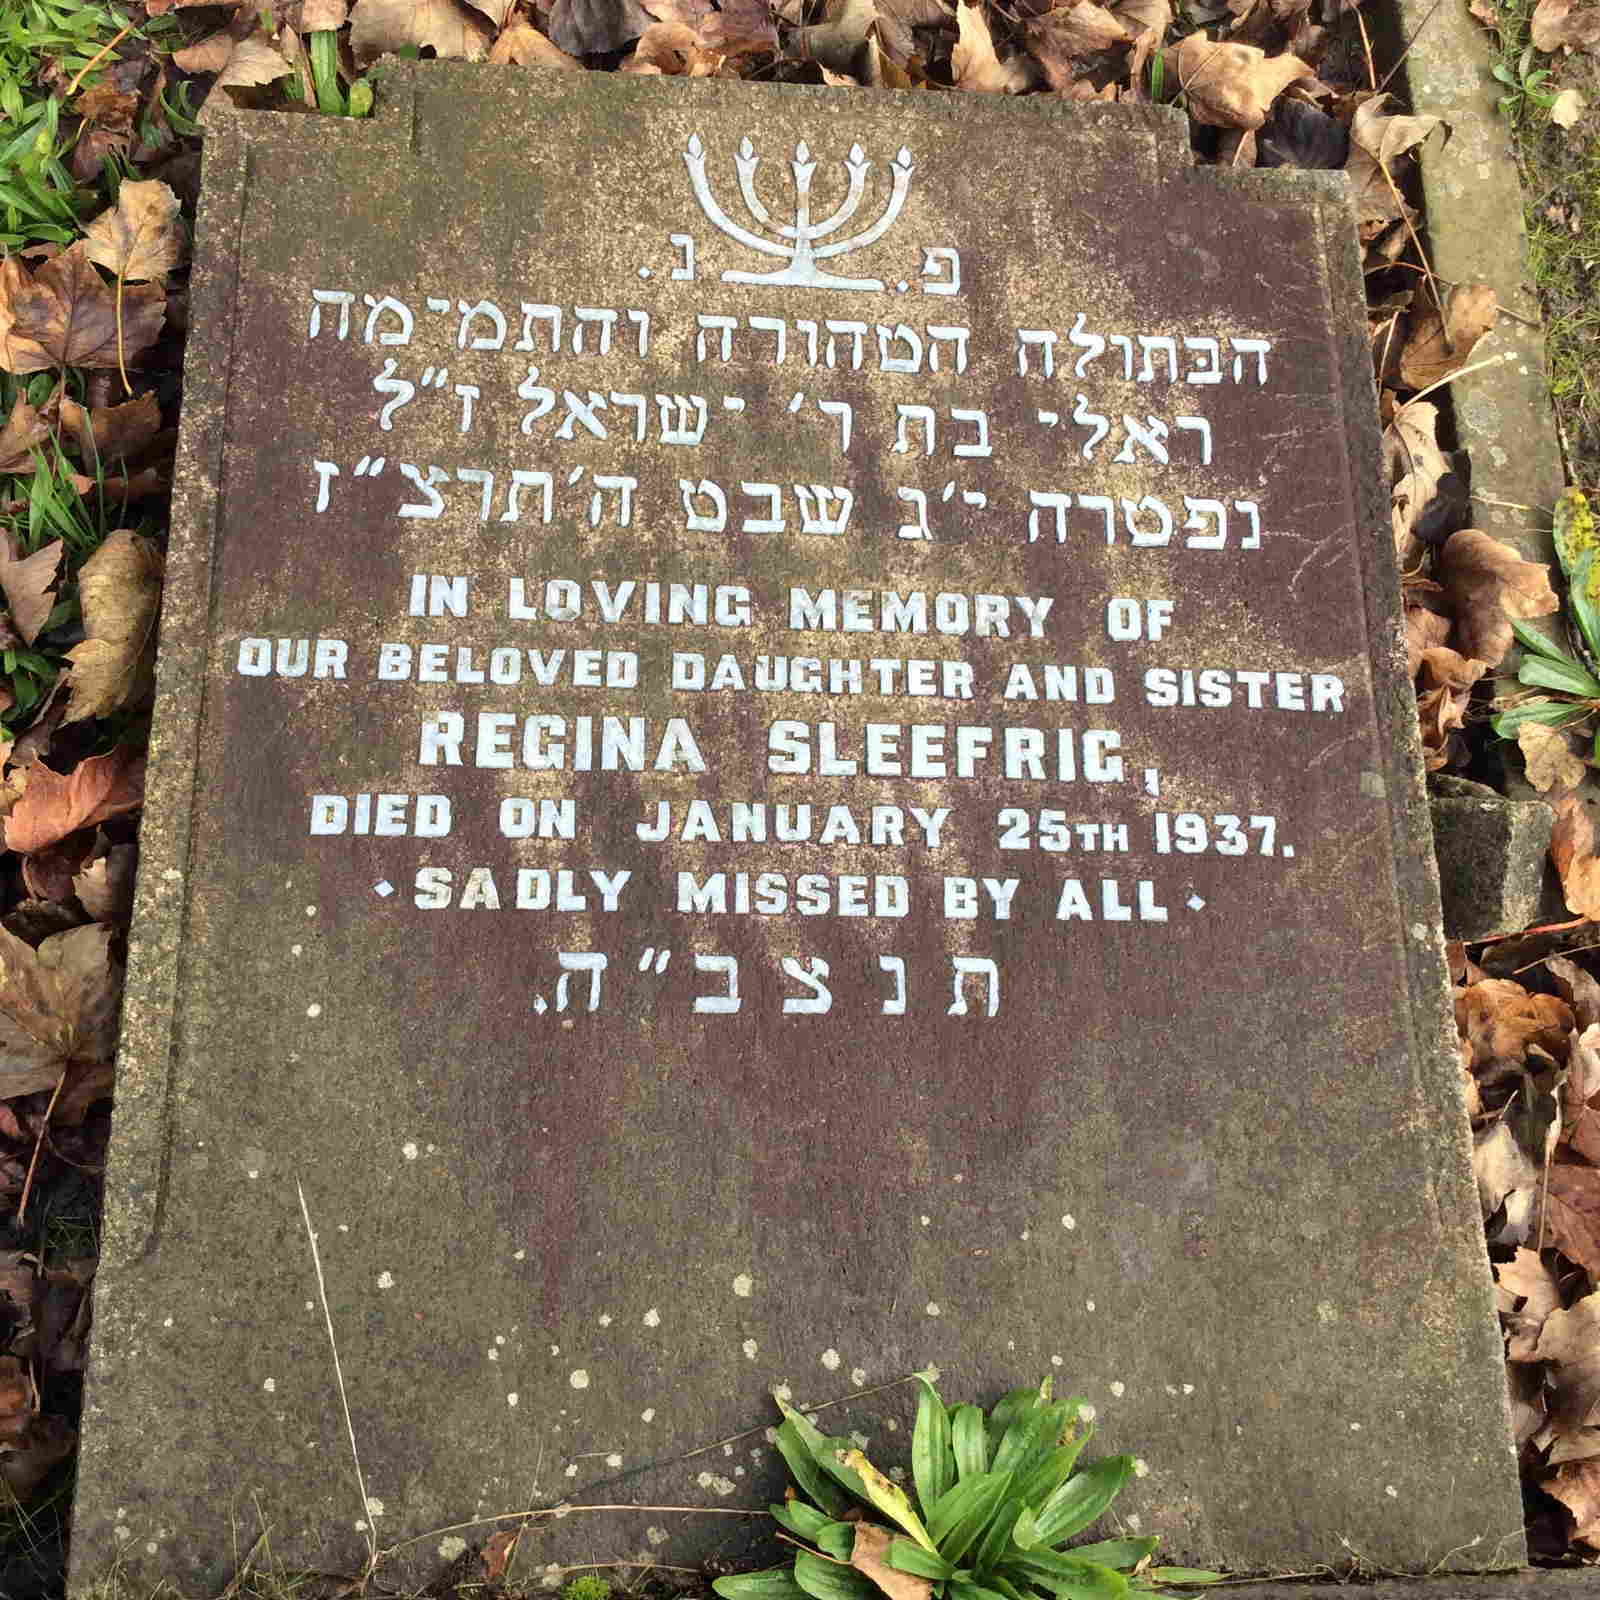 פ. נ.
הבתולה הטהורה והתמימה
ראלי בת ר׳ ישראל ז״ל
נפטרה י׳ג שבט ה׳תרצ״ז
IN LOVING MEMORY OF
OUR BELOVED DAUGHTER AND SISTER
REGINA SLEEFRIG,
DIED ON JANUARY 25TH 1937.
· SADLY MISSED BY ALL ·
תנצב״ה.